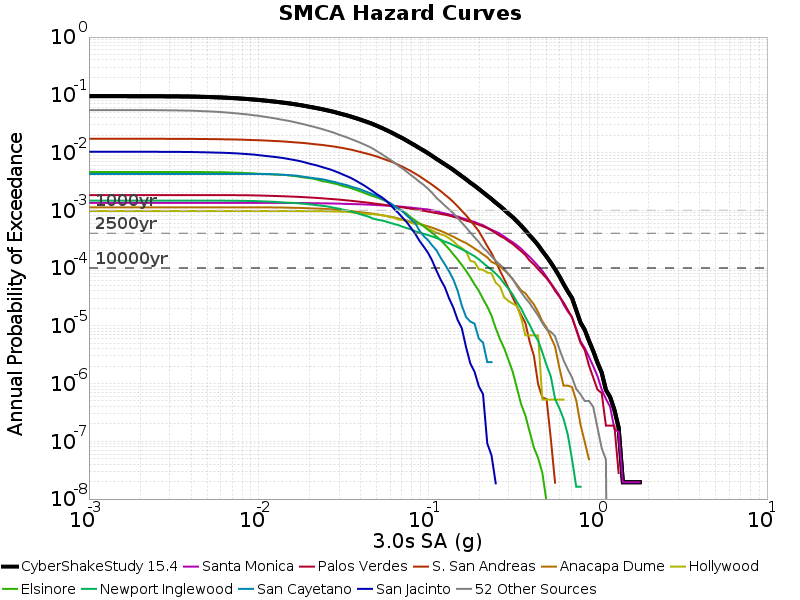 SMCA Hazard Curves
Annual Probability of Exceedance
10^0
10^-1
10^-2
10^-3
10^-4
10^-5
10^-6
10^-7
10^-8
1000yr
2500yr
10000yr
10^-3 10^-2 10^-1 10^0 10^1
3.0s SA (g)
CyberShakeStudy 15.4 Santa Monica Palos Verdes S. San Andreas Anacapa Dume Hollywood
Elsinore Newport Inglewood San Cayetano San Jacinto 52 Other Sources